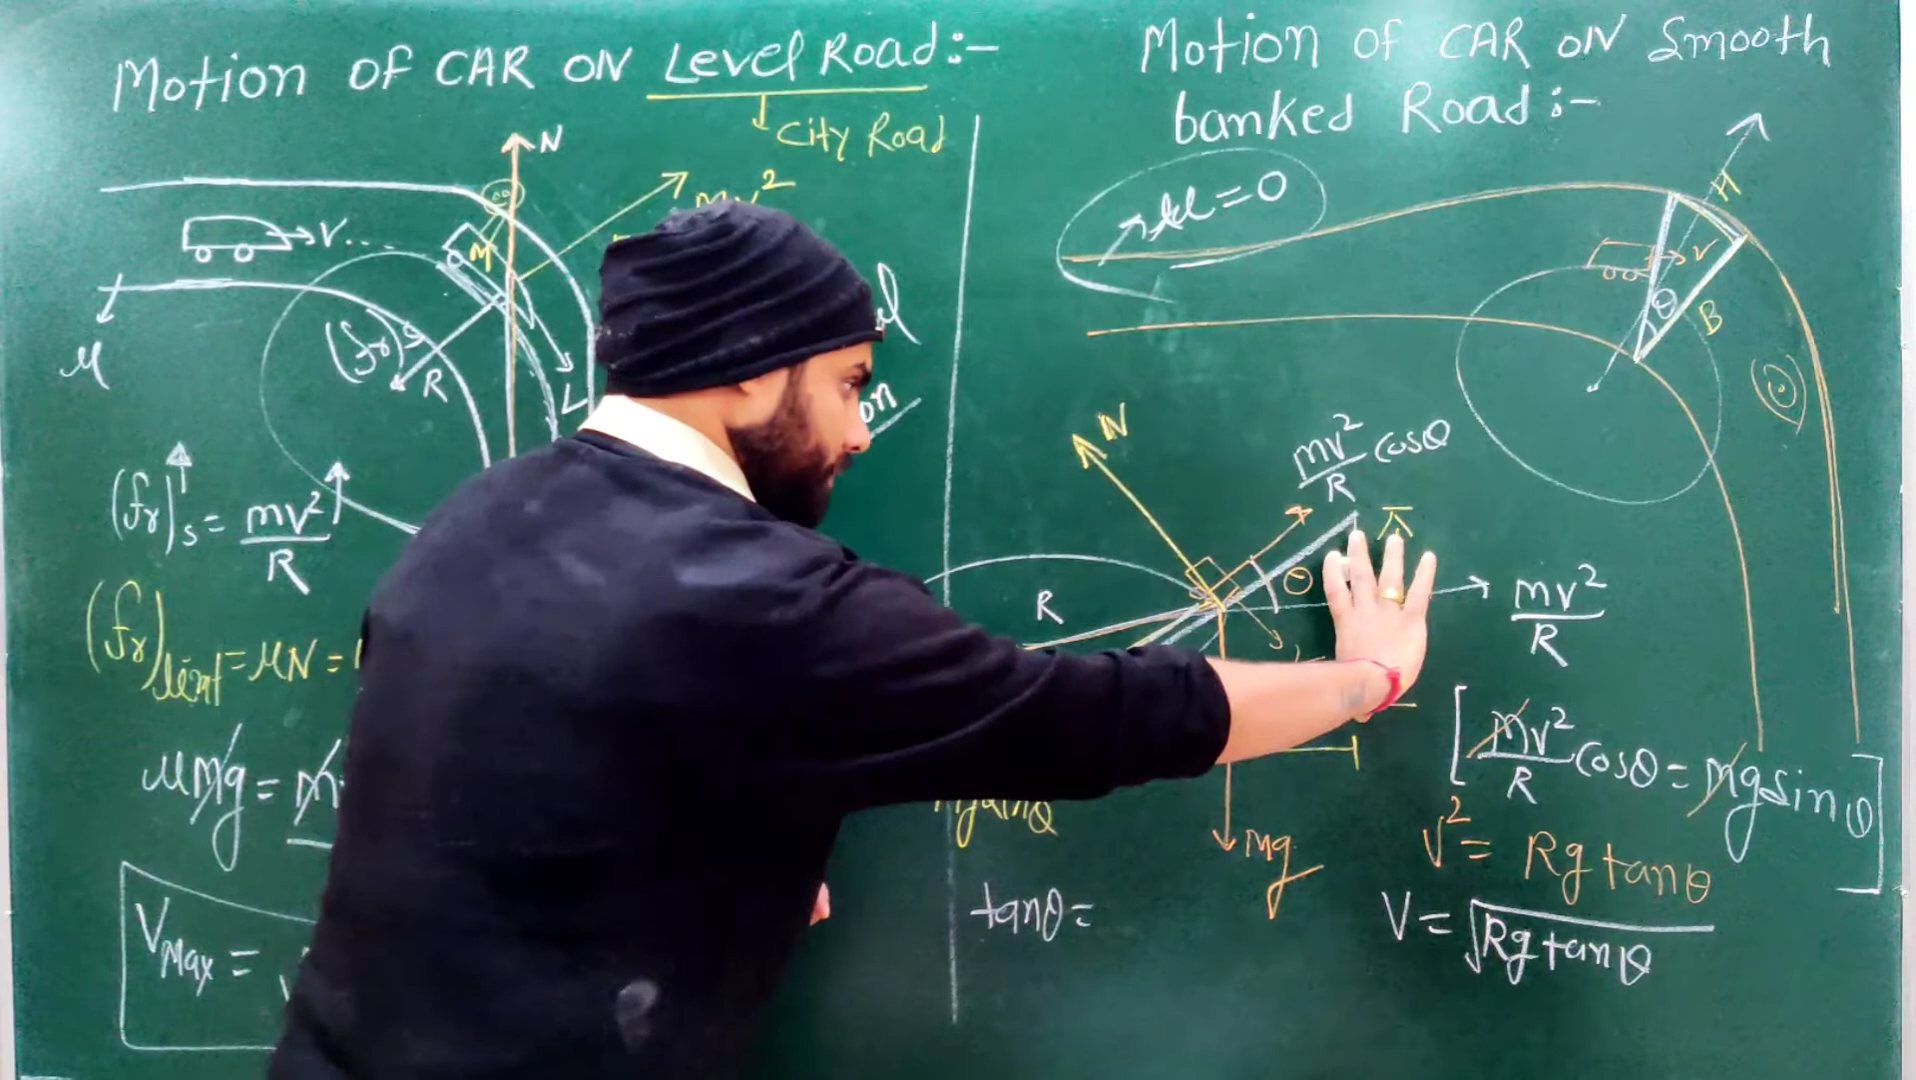 Motion OF CAR ON Level Road:-
City Road
N
mv²
V....
M
μ
(fr)s
R
L
on
(fr)s = mv²/R
(fr)limit = μN =
μmg = m
VMax =
Motion OF CAR ON Smooth
banked Road:-
μ=0
H
v
θ
B
N
mv²/R cosθ
R
θ
mv²/R
mg
[mv²/R cosθ = mgsinθ]
V² = Rg tanθ
tanθ=
V = √Rg tanθ